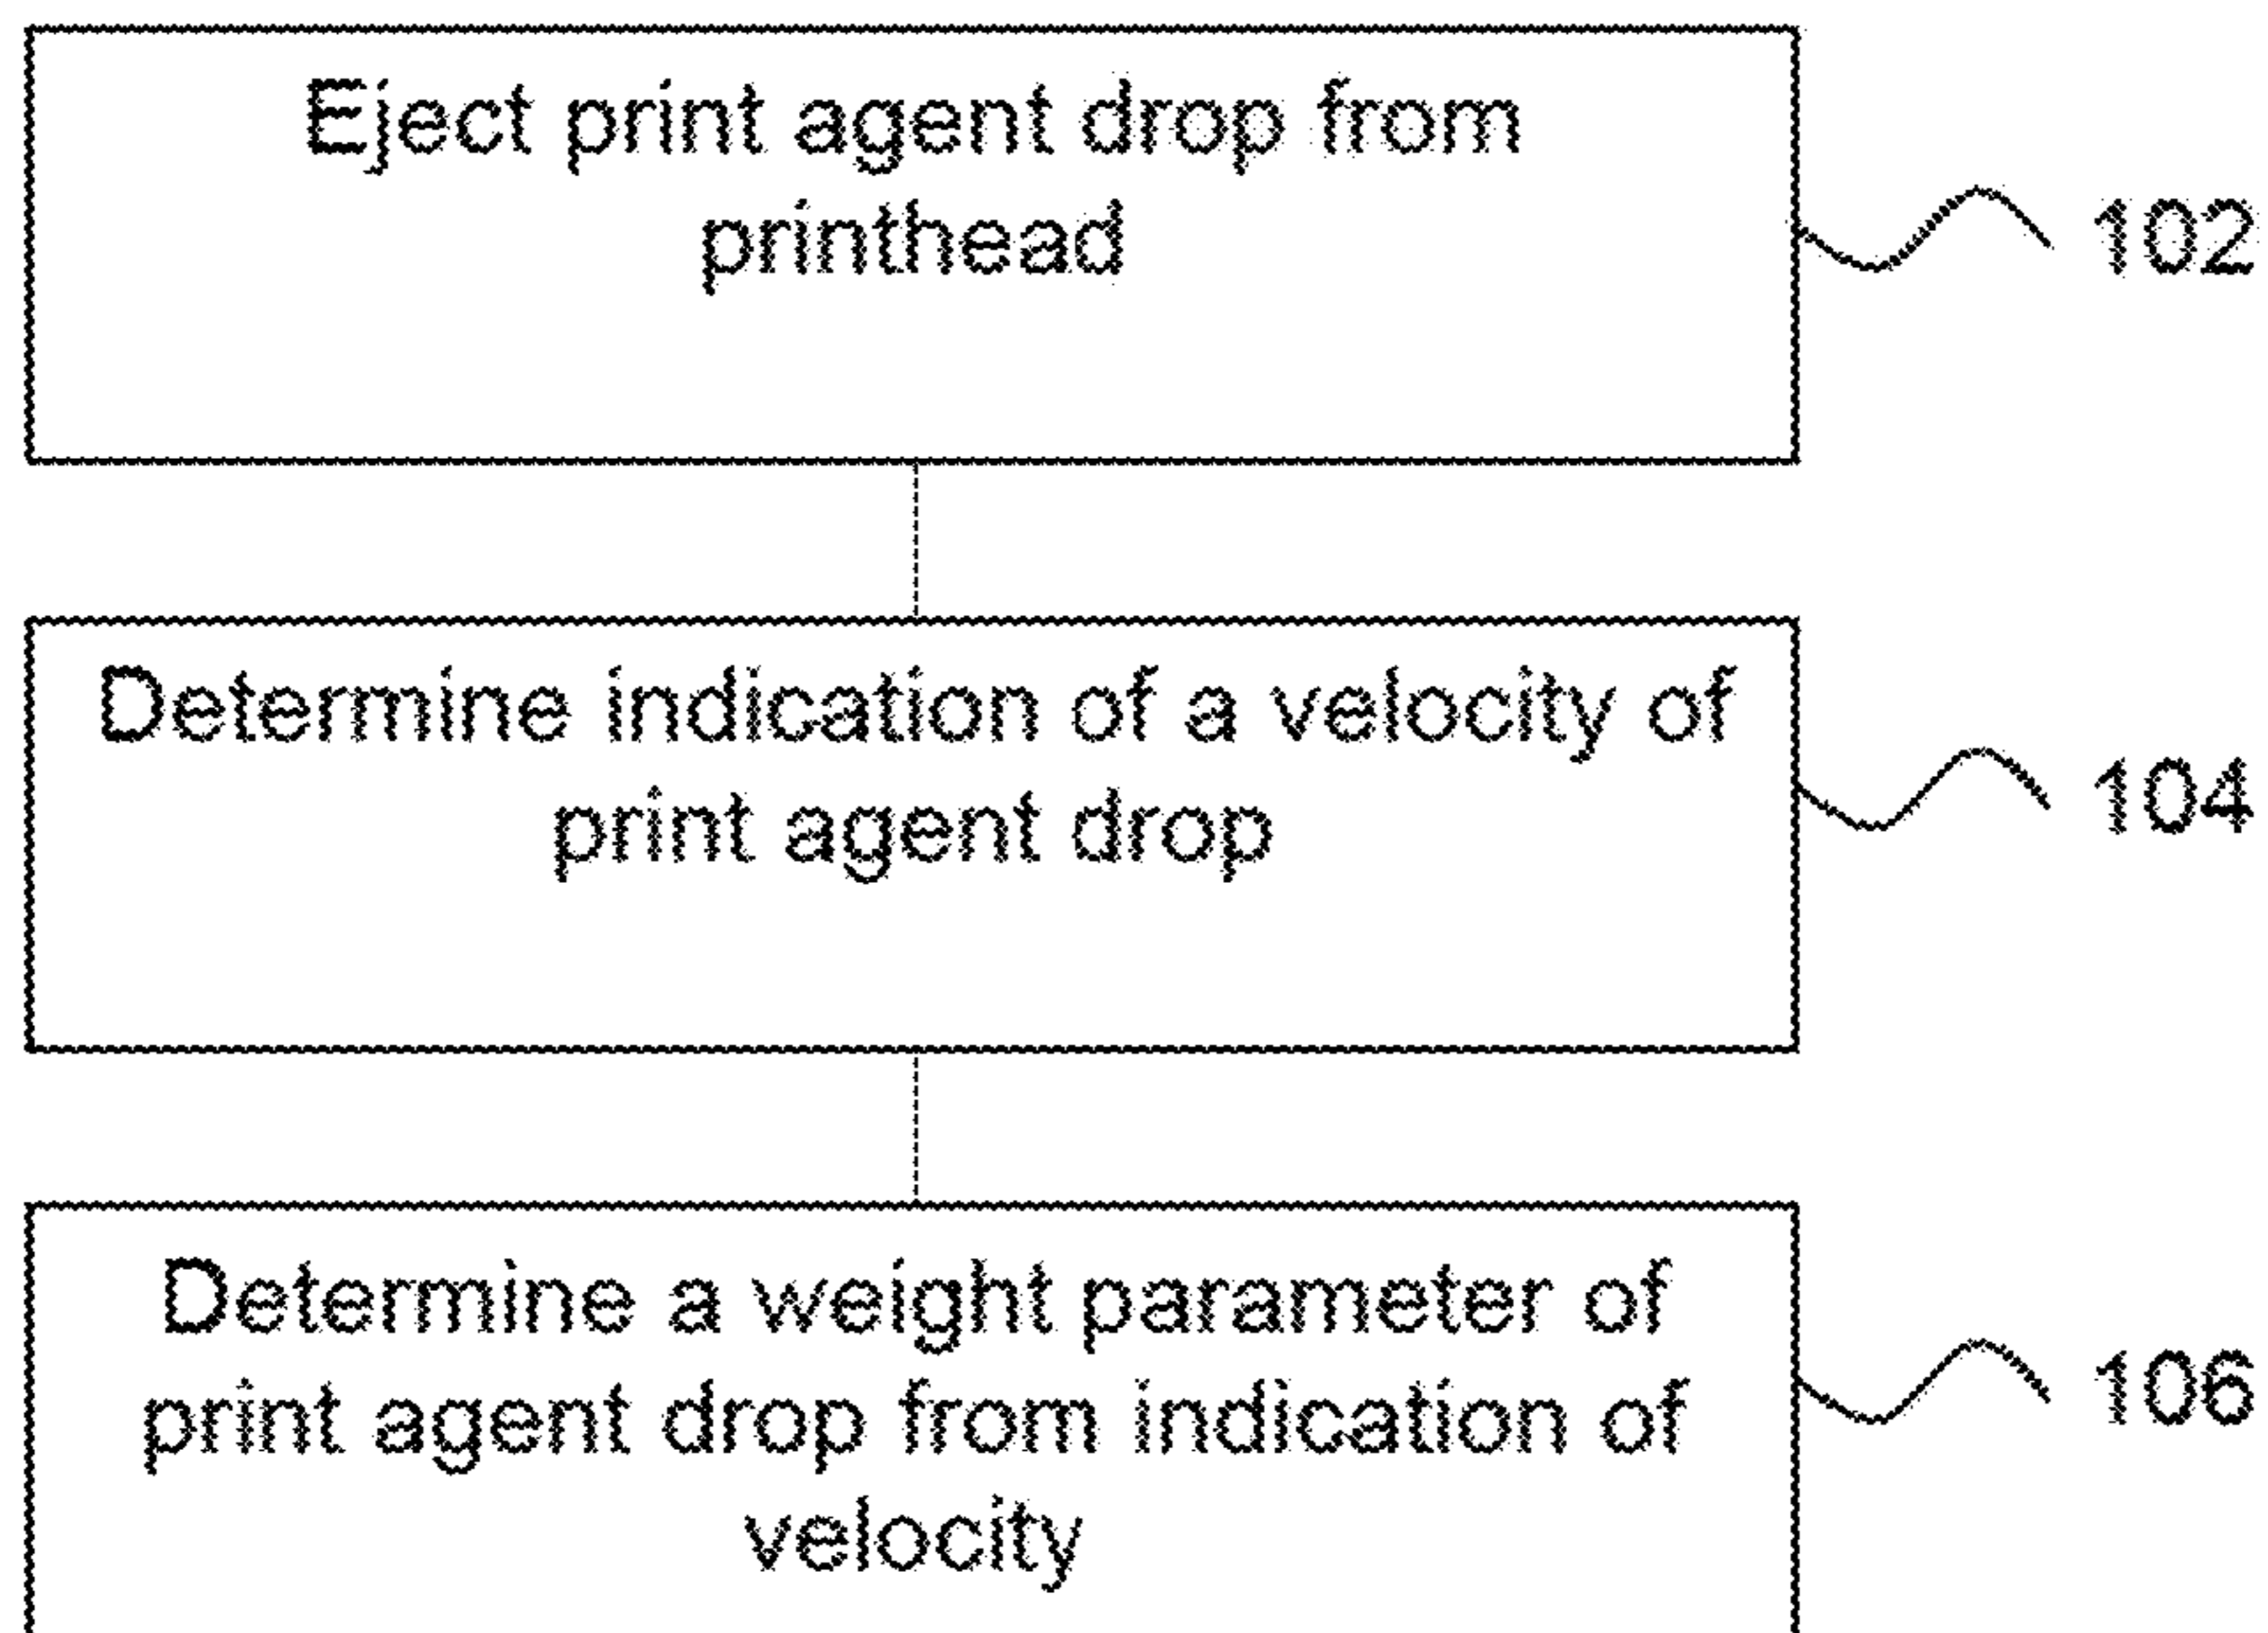 Eject print agent drop from
printhead
102
Determine indication of a velocity of
print agent drop
104
Determine a weight parameter of
print agent drop from indication of
velocity
106